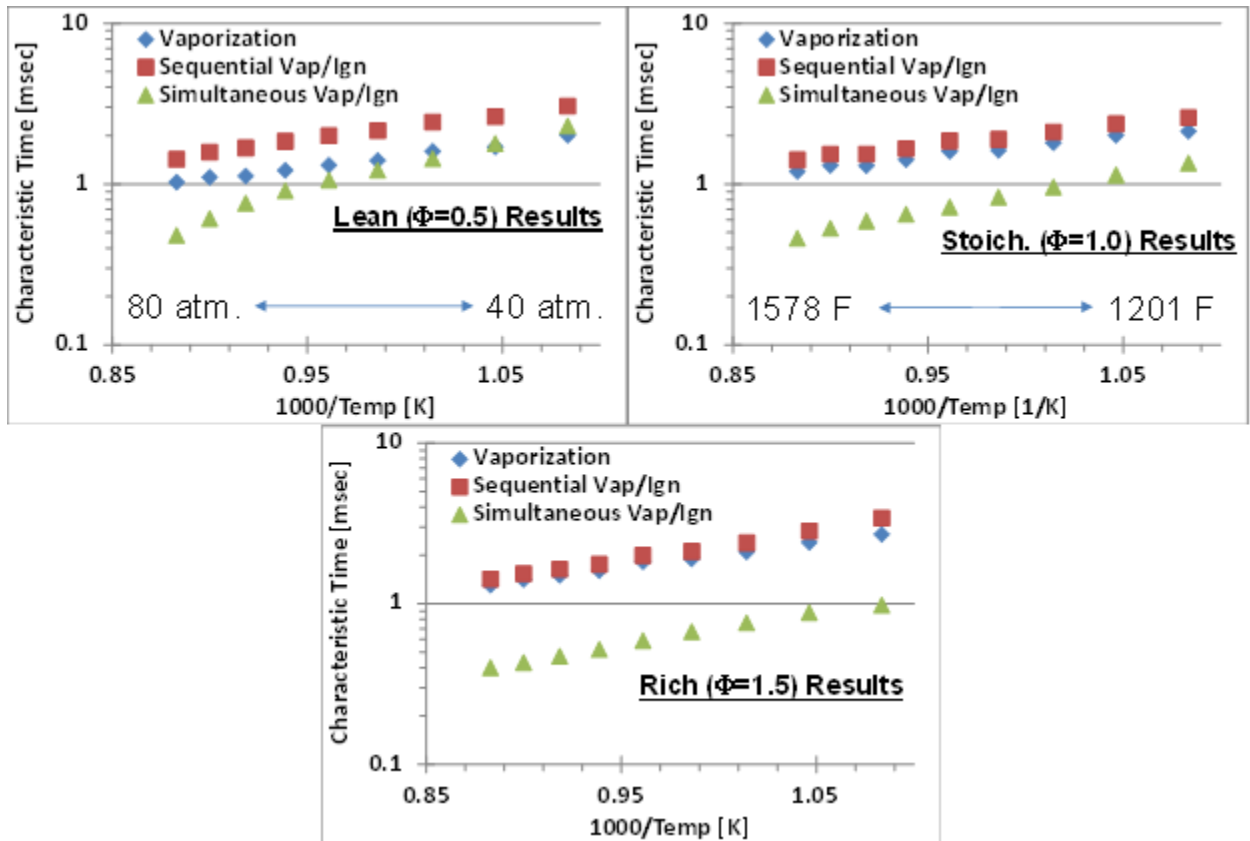 Characteristic Time [msec]
10
1
0.1
Vaporization
Sequential Vap/Ign
Simultaneous Vap/Ign
Lean (Φ=0.5) Results
80 atm.
40 atm.
0.85
0.95
1.05
1000/Temp [K]
Characteristic Time [msec]
10
1
0.1
Vaporization
Sequential Vap/Ign
Simultaneous Vap/Ign
Stoich. (Φ=1.0) Results
1578 F
1201 F
0.85
0.95
1.05
1000/Temp [1/K]
Characteristic Time [msec]
10
1
0.1
Vaporization
Sequential Vap/Ign
Simultaneous Vap/Ign
Rich (Φ=1.5) Results
0.85
0.95
1.05
1000/Temp [K]